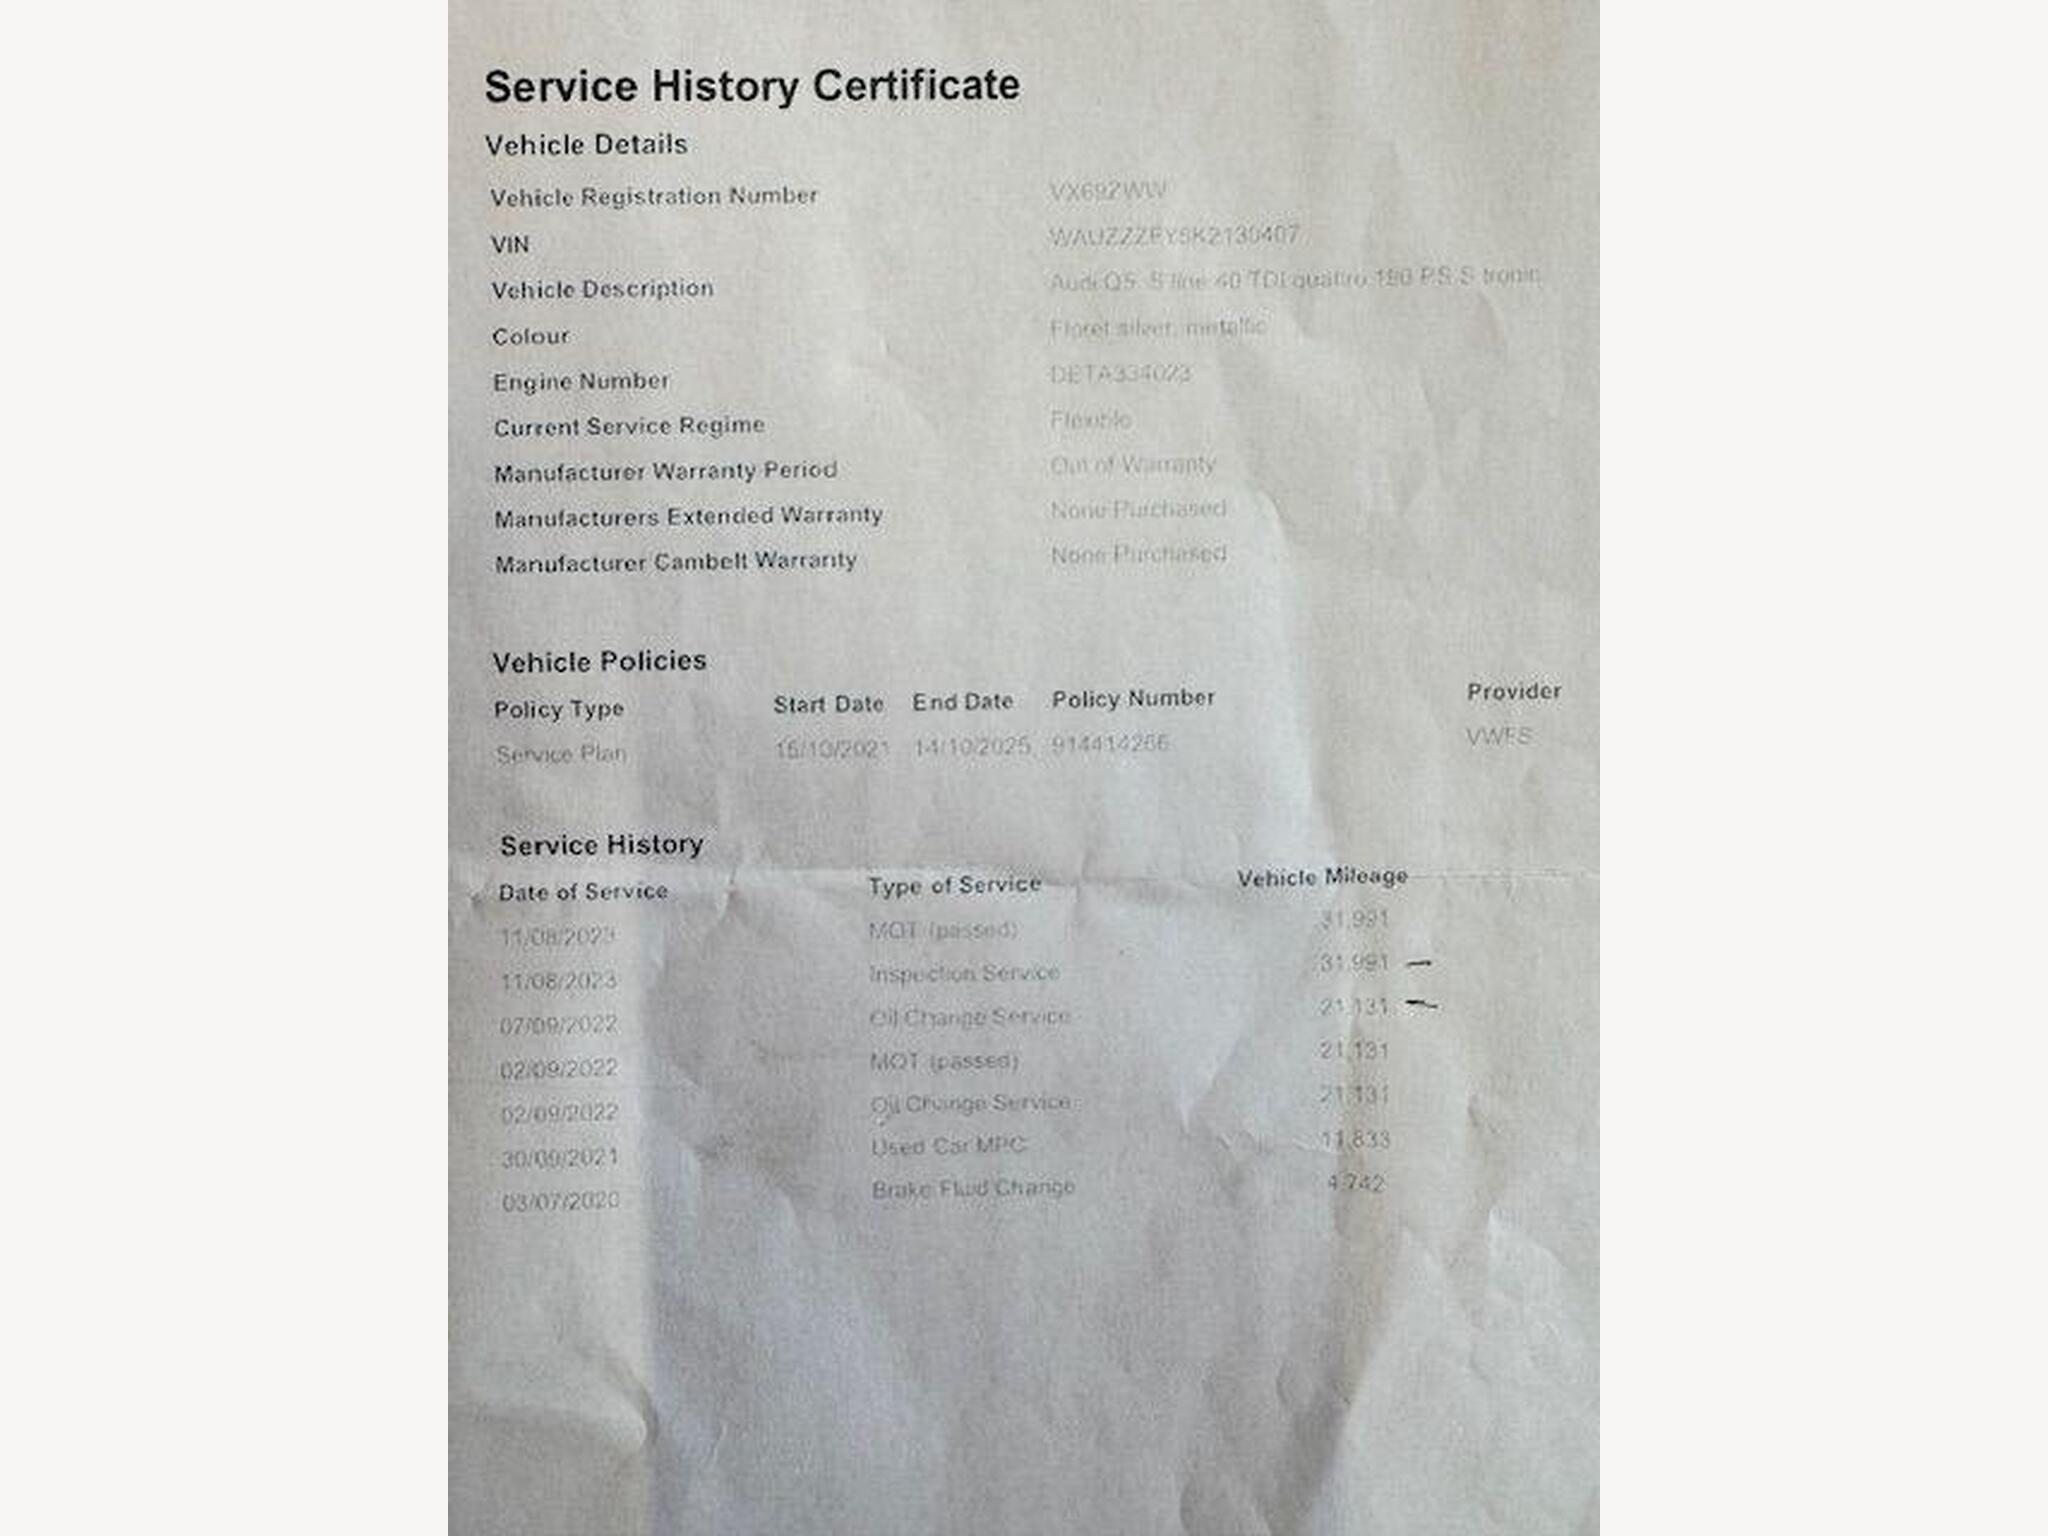 Service History Certificate
Vehicle Details
Vehicle Registration Number VX69ZWW
VIN
Vehicle Description Audi Q5 S line 40 TDI quattro 190 PS S tronic
Colour Floret silver, metallic
Engine Number DETA334023
Current Service Regime Flexible
Manufacturer Warranty Period Out of Warranty
Manufacturers Extended Warranty None Purchased
Manufacturer Cambelt Warranty None Purchased
Vehicle Policies
Policy Type Start Date End Date Policy Number Provider
Service Plan 15/10/2021 14/10/2025 914414266 VWFS
Service History
Date of Service Type of Service Vehicle Mileage
11/08/2023 MOT (passed) 31,991
11/08/2023 Inspection Service 31,991
07/09/2022 Oil Change Service 21,131
02/09/2022 MOT (passed) 21,131
02/09/2022 Oil Change Service 21,131
30/09/2021 Used Car MPC 11,833
03/07/2020 Brake Fluid Change 4,742